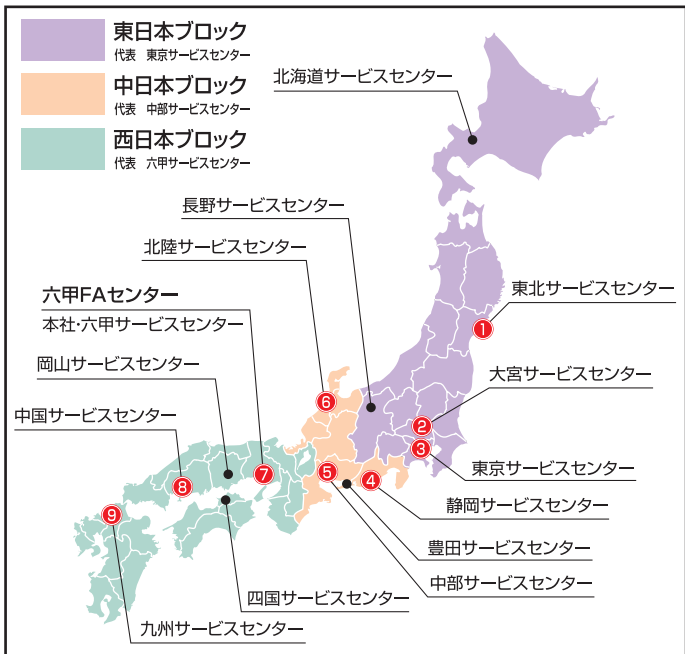 東日本ブロック
代表　東京サービスセンター
中日本ブロック
代表　中部サービスセンター
西日本ブロック
代表　六甲サービスセンター
北海道サービスセンター
長野サービスセンター
北陸サービスセンター
六甲FAセンター
本社・六甲サービスセンター
東北サービスセンター
岡山サービスセンター
大宮サービスセンター
中国サービスセンター
東京サービスセンター
静岡サービスセンター
豊田サービスセンター
中部サービスセンター
四国サービスセンター
九州サービスセンター
1
2
3
4
5
6
7
8
9